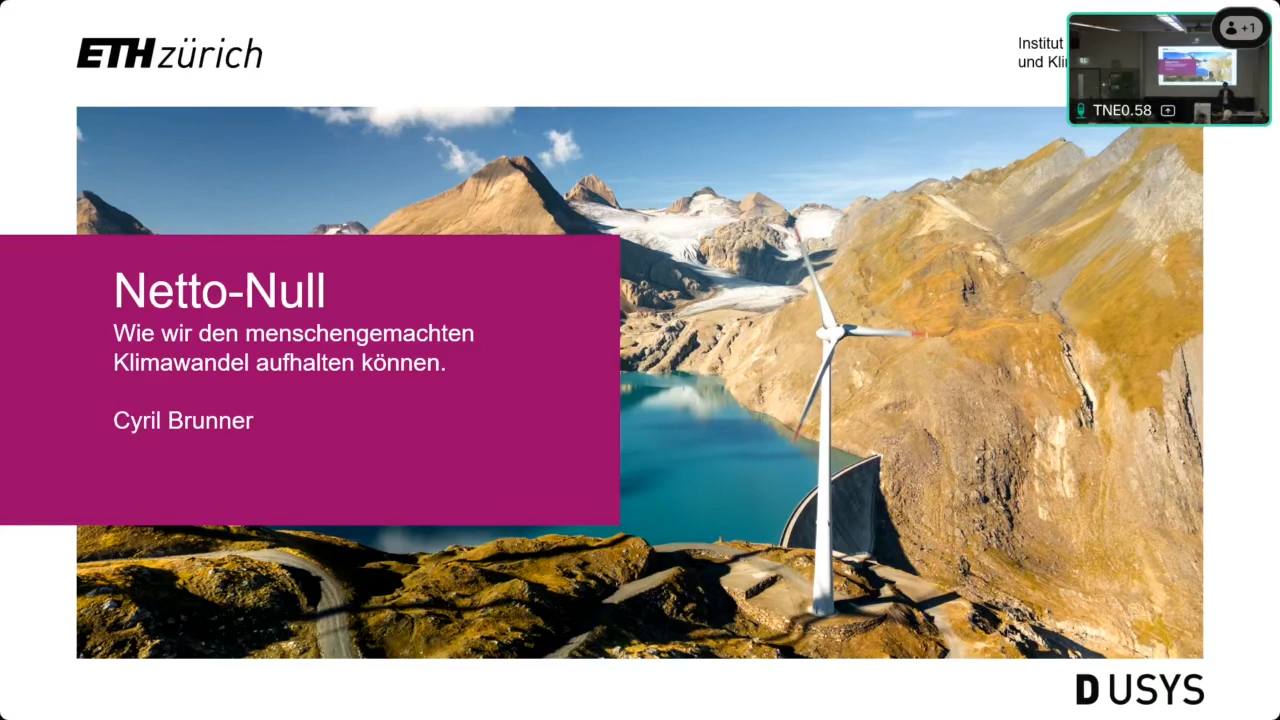 ETH zürich
Institut
und Kli
+1
TNE0.58
Netto-Null
Wie wir den menschengemachten
Klimawandel aufhalten können.
Cyril Brunner
D USYS